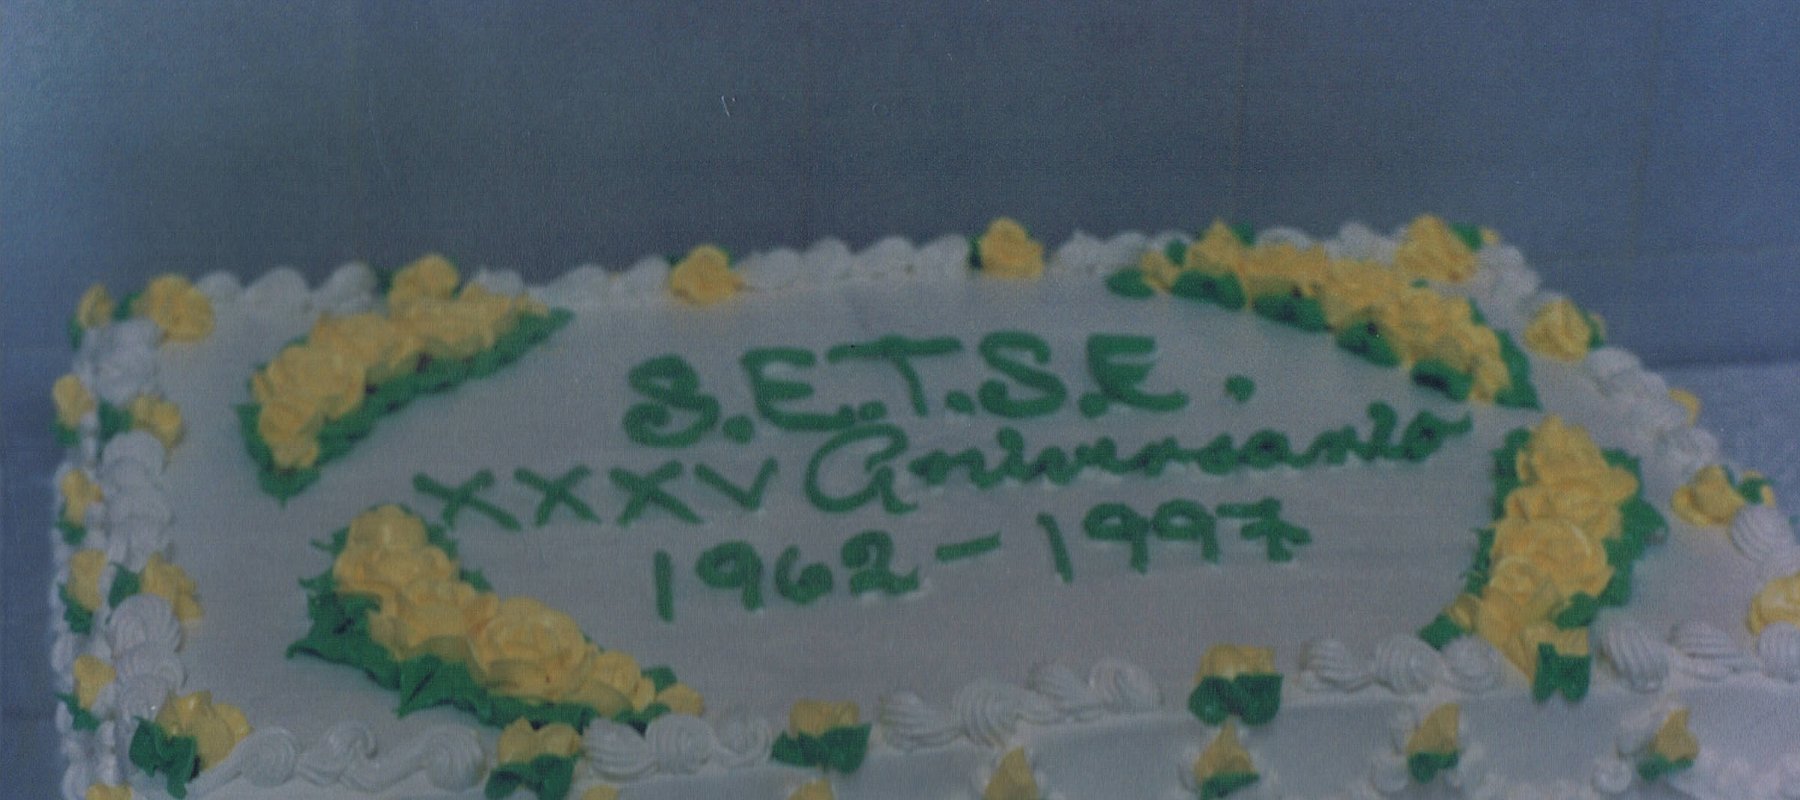 S.E.T.S.E.
XXXV Aniversario
1962-1997